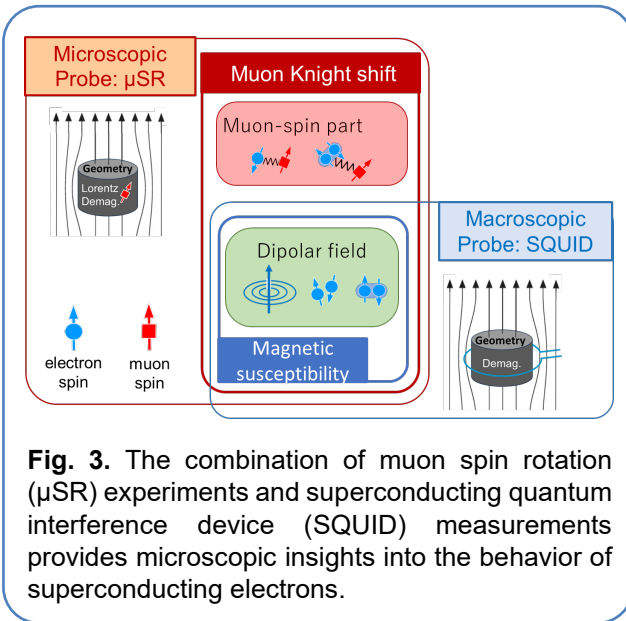 Microscopic
Probe: µSR
Muon Knight shift
Muon-spin part
Geometry
Lorentz
Demag.
Macroscopic
Probe: SQUID
Dipolar field
Geometry
Demag.
electron
spin
muon
spin
Magnetic
susceptibility
Fig. 3. The combination of muon spin rotation
(µSR) experiments and superconducting quantum
interference device (SQUID) measurements
provides microscopic insights into the behavior of
superconducting electrons.